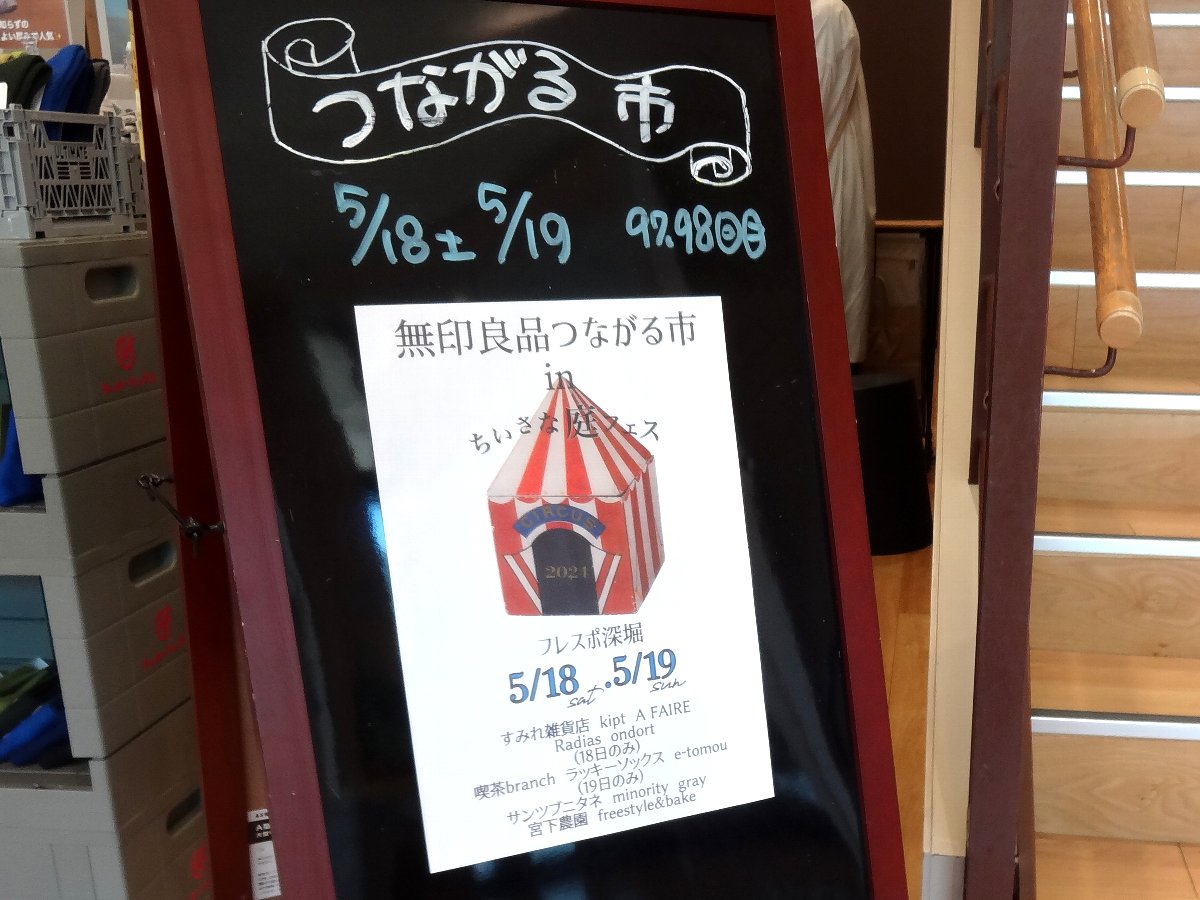 つながる市
5/18土 5/19 97.98回目
無印良品つながる市
in
ちいさな庭フェス
CIRCUS
2024
フレスポ深堀
5/18 sat . 5/19 sun
すみれ雑貨店 kipt A FAIRE
Radias ondort
(18日のみ)
喫茶branch ラッキーソックス e-tomou
(19日のみ)
サンツブニタネ minority gray
宮下農園 freestyle&bake